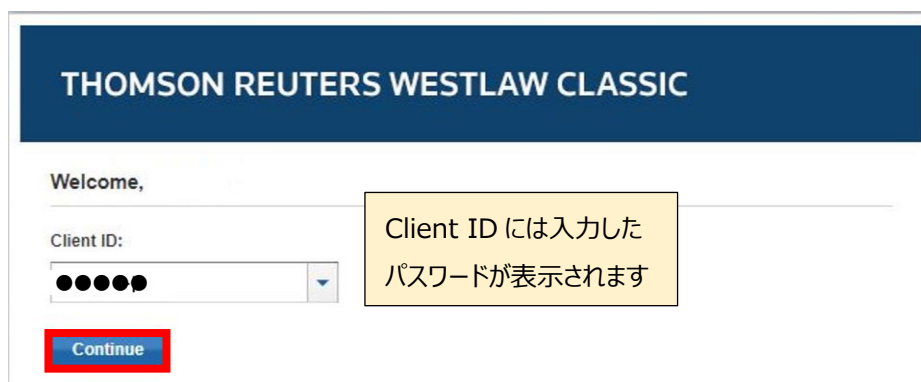 THOMSON REUTERS WESTLAW CLASSIC
Welcome,
Client ID:
Client ID には入力した
パスワードが表示されます
Continue